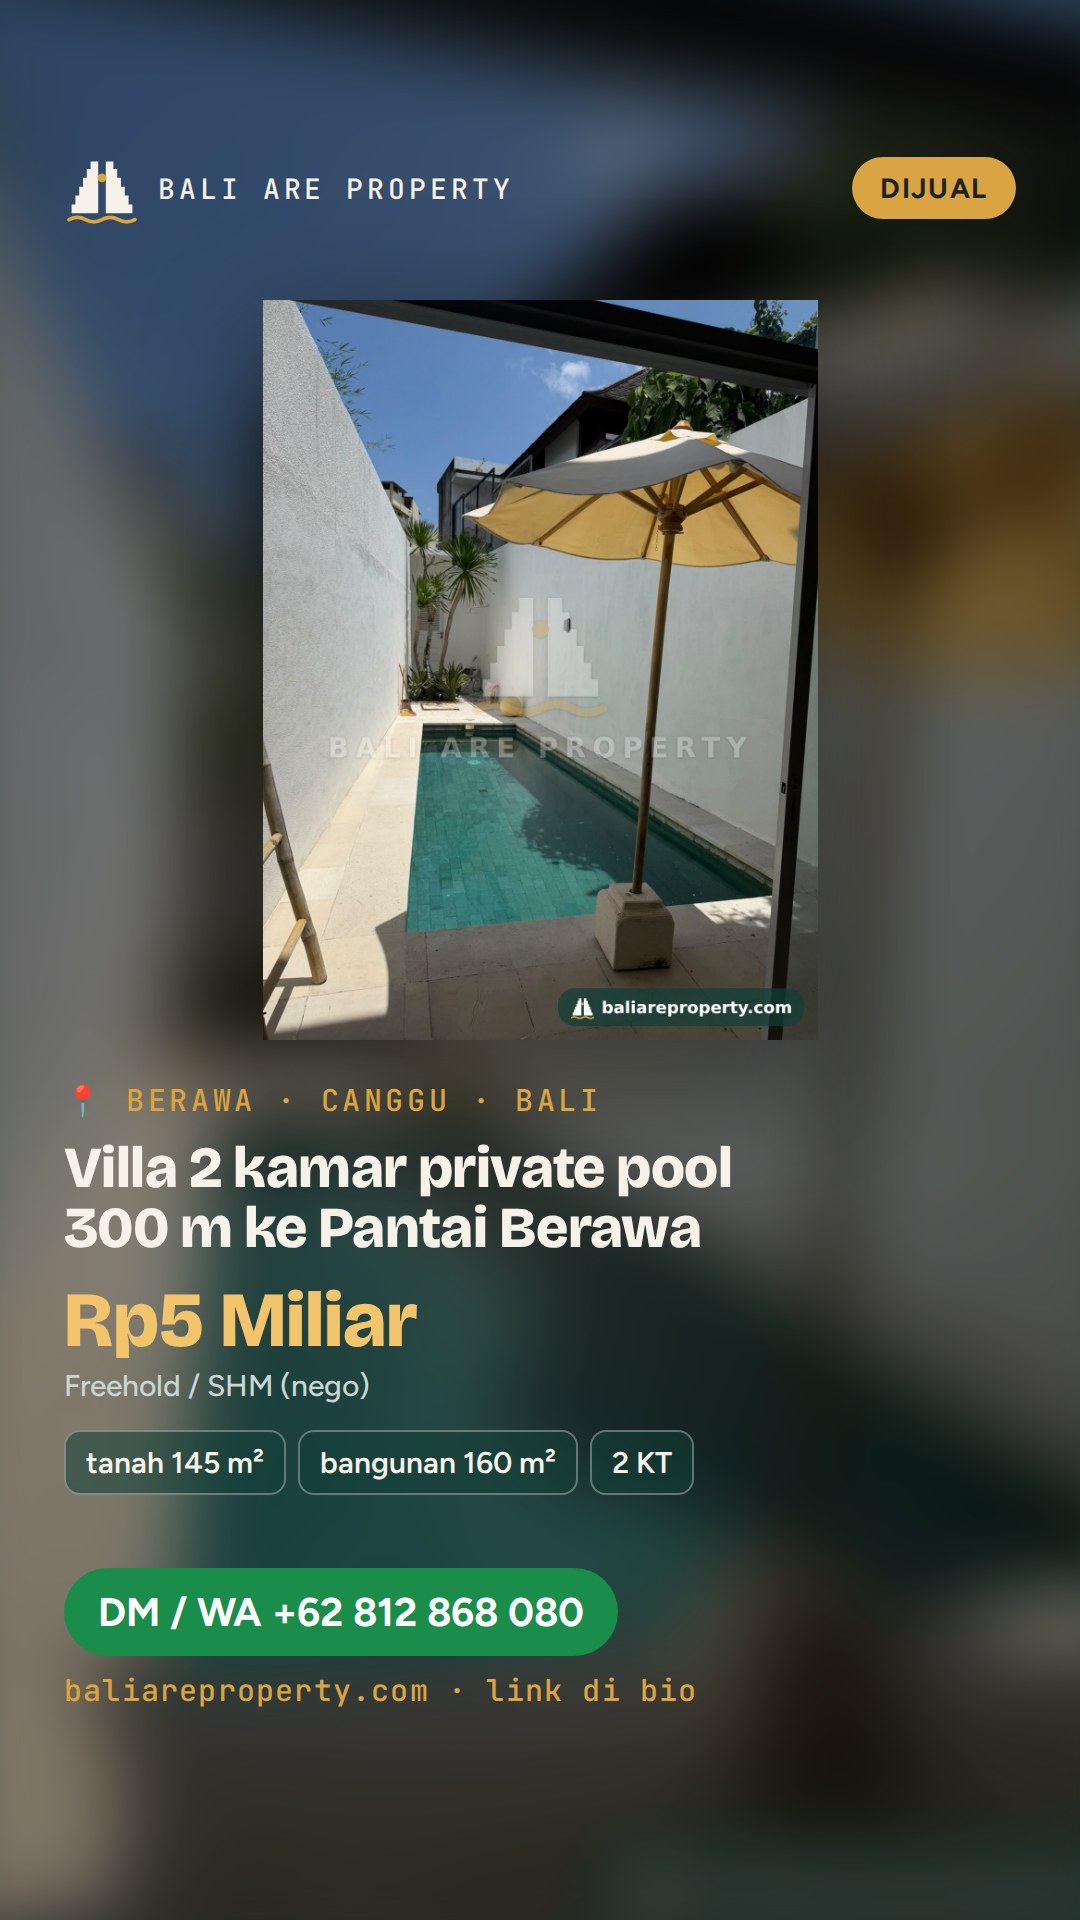 BALI ARE PROPERTY
DIJUAL
BALI ARE PROPERTY
baliareproperty.com
📍 BERAWA · CANGGU · BALI
Villa 2 kamar private pool
300 m ke Pantai Berawa
Rp5 Miliar
Freehold / SHM (nego)
tanah 145 m²
bangunan 160 m²
2 KT
DM / WA +62 812 868 080
baliareproperty.com · link di bio